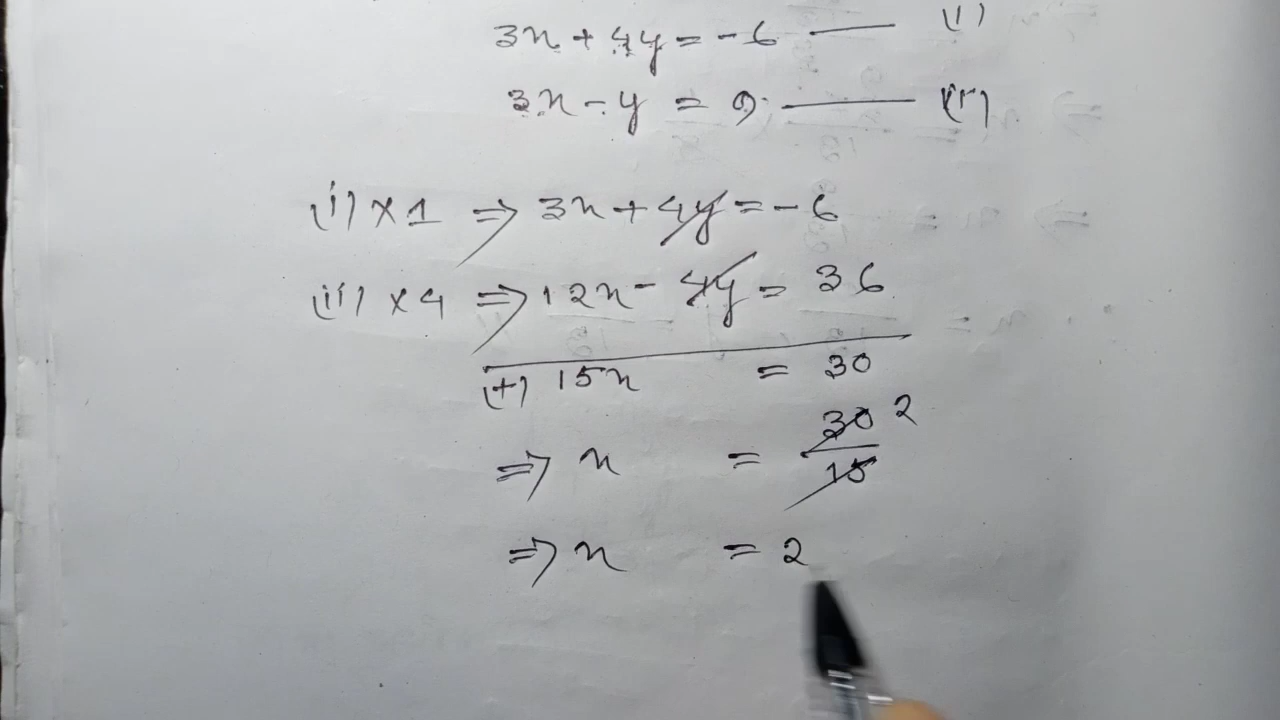 3x + 4y = -6 —— (i)
3x - y = 9 —— (ii)
(i) × 1 ⇒ 3x + 4y = -6
(ii) × 4 ⇒ 12x - 4y = 36
(+) 15x = 30
⇒ x = 30/15 2
⇒ x = 2